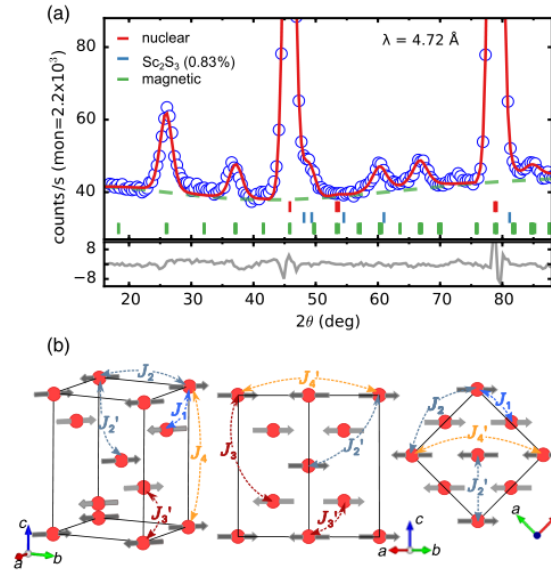 (a)
80
60
40
counts/s (mon=2.2x10³)
nuclear
Sc₂S₃ (0.83%)
magnetic
λ = 4.72 Å
8
−8
20 30 40 50 60 70 80
2θ (deg)
(b)
J₂ J₂' J₁ J₄ J₃'
c a b
J₄' J₃ J₂' J₃'
c a b
J₂ J₁ J₄' J₂'
a